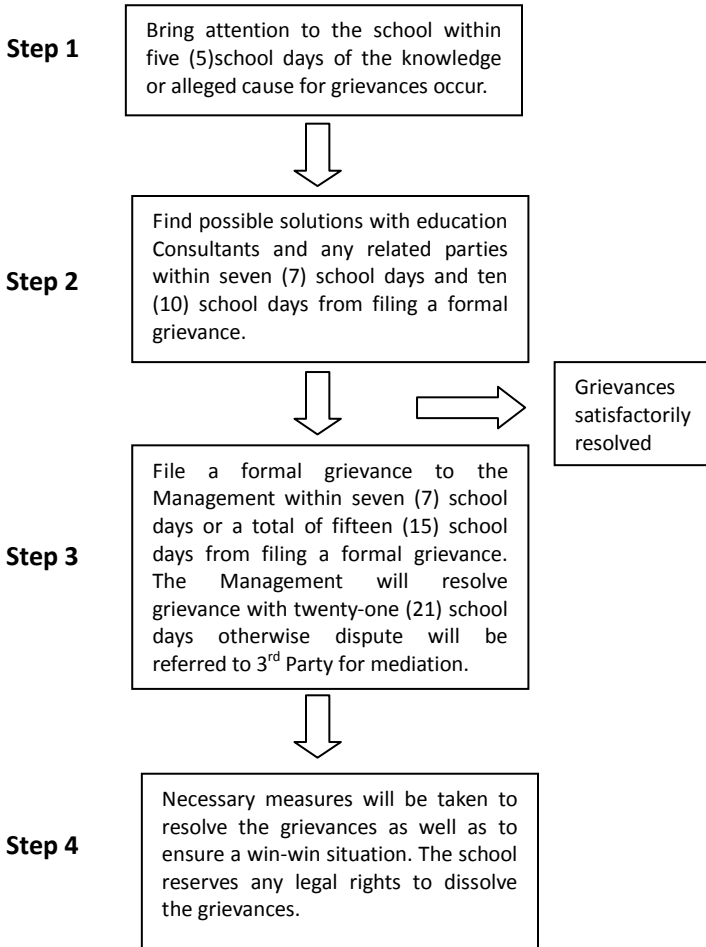 Step 1
Bring attention to the school within
five (5)school days of the knowledge
or alleged cause for grievances occur.
Step 2
Find possible solutions with education
Consultants and any related parties
within seven (7) school days and ten
(10) school days from filing a formal
grievance.
Grievances
satisfactorily
resolved
Step 3
File a formal grievance to the
Management within seven (7) school
days or a total of fifteen (15) school
days from filing a formal grievance.
The Management will resolve
grievance with twenty-one (21) school
days otherwise dispute will be
referred to 3rd Party for mediation.
Step 4
Necessary measures will be taken to
resolve the grievances as well as to
ensure a win-win situation. The school
reserves any legal rights to dissolve
the grievances.